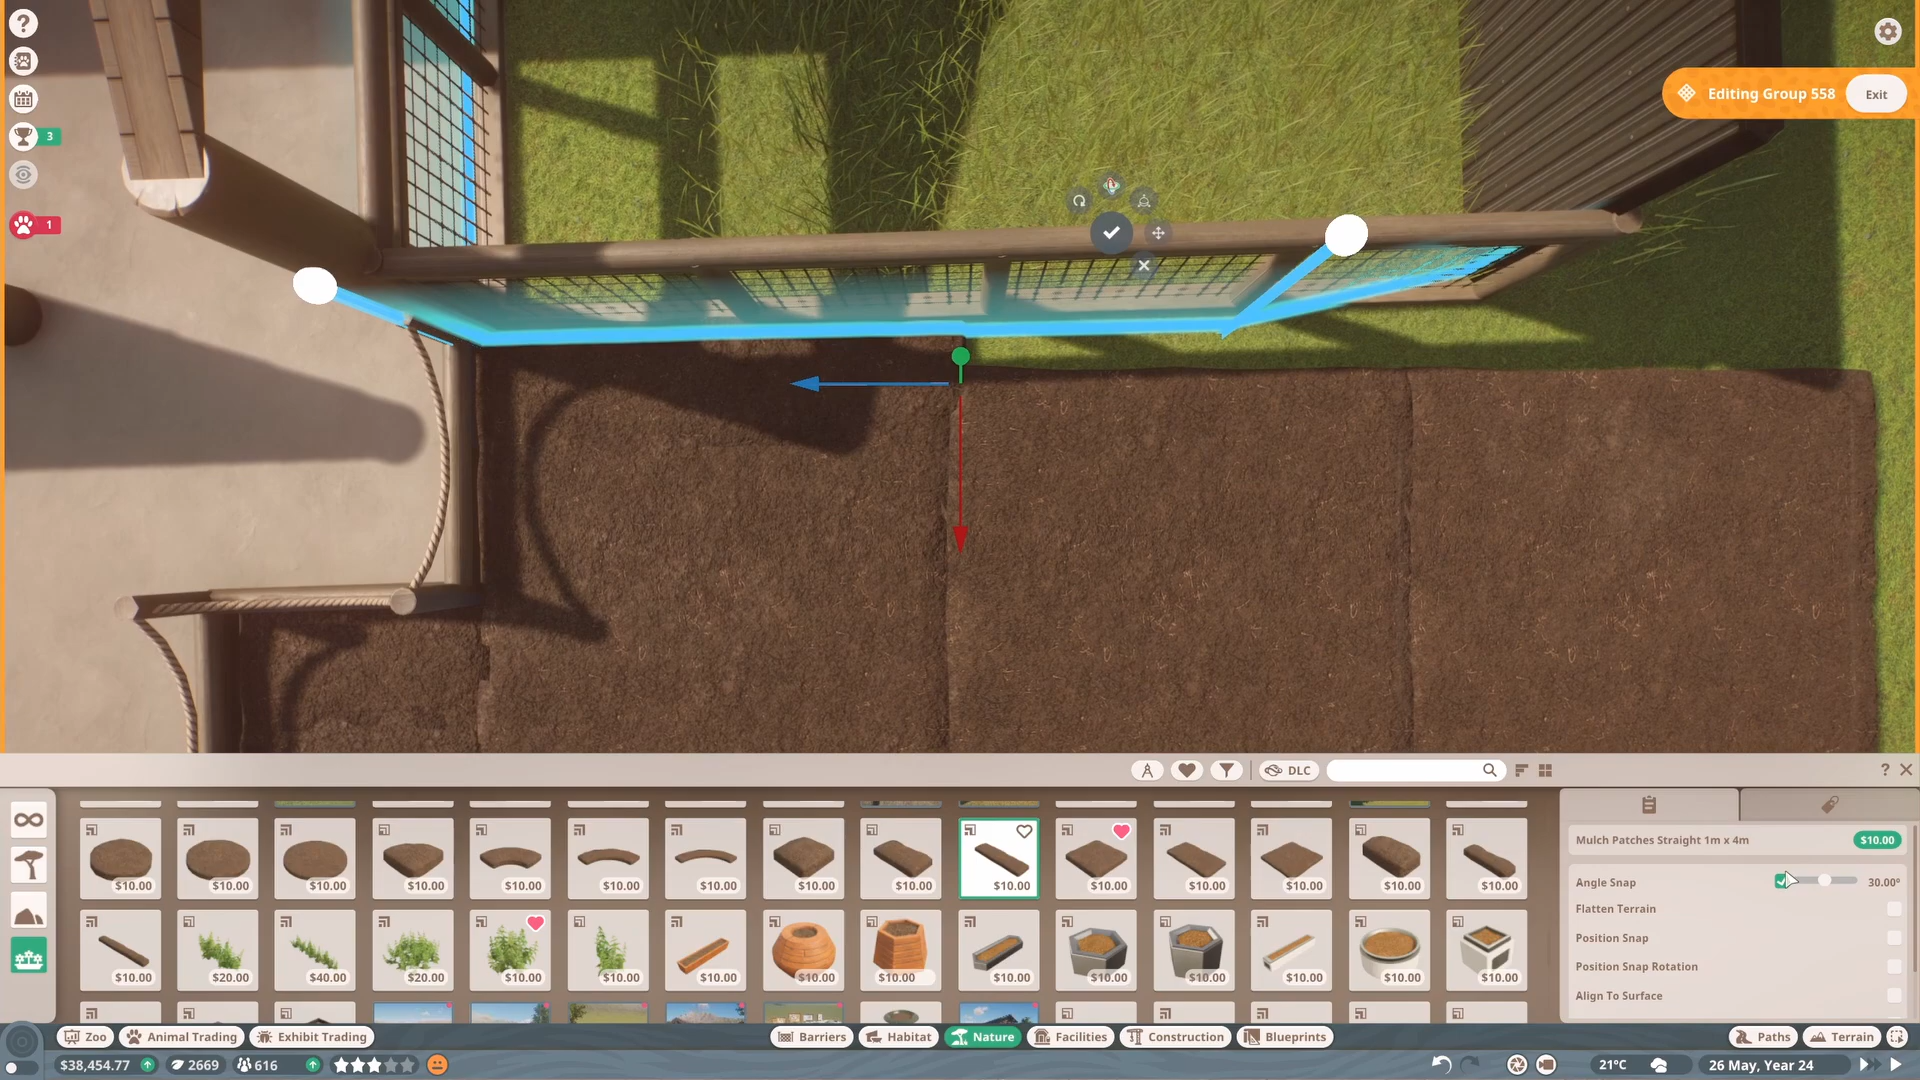 ?
3
1
Editing Group 558
Exit
DLC
?
$10.00 $10.00 $10.00 $10.00 $10.00 $10.00 $10.00 $10.00 $10.00 $10.00 $10.00 $10.00 $10.00 $10.00 $10.00
$10.00 $20.00 $40.00 $20.00 $10.00 $10.00 $10.00 $10.00 $10.00 $10.00 $10.00 $10.00 $10.00 $10.00 $10.00
Mulch Patches Straight 1m x 4m $10.00
Angle Snap 30.00°
Flatten Terrain
Position Snap
Position Snap Rotation
Align To Surface
Zoo Animal Trading Exhibit Trading Barriers Habitat Nature Facilities Construction Blueprints Paths Terrain
$38,454.77 2669 616 21°C 26 May, Year 24